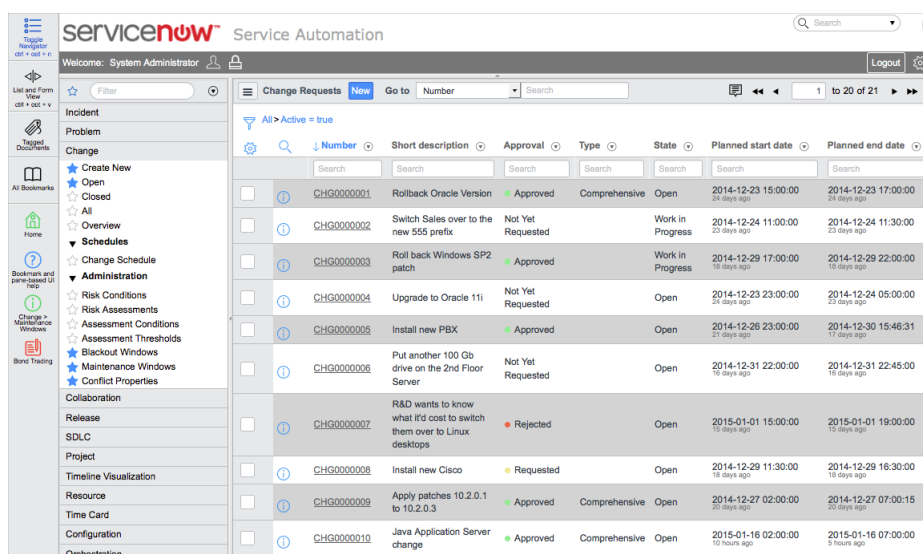 servicenow™ Service Automation
Search
Welcome: System Administrator
Logout
Toggle
Navigator
ctrl + opt + n
List and Form
View
ctrl + opt + v
Tagged
Documents
All Bookmarks
Home
Bookmark and
pane-based UI
help
Change >
Maintenance
Windows
Bond Trading
Filter
Incident
Problem
Change
Create New
Open
Closed
All
Overview
Schedules
Change Schedule
Administration
Risk Conditions
Risk Assessments
Assessment Conditions
Assessment Thresholds
Blackout Windows
Maintenance Windows
Conflict Properties
Collaboration
Release
SDLC
Project
Timeline Visualization
Resource
Time Card
Configuration
Orchestration
Change Requests New Go to Number Search 1 to 20 of 21
All > Active = true
Number Short description Approval Type State Planned start date Planned end date
Search Search Search Search Search Search Search
CHG0000001 Rollback Oracle Version Approved Comprehensive Open 2014-12-23 15:00:00 2014-12-23 17:00:00
24 days ago 24 days ago
CHG0000002 Switch Sales over to the Not Yet Work in 2014-12-24 11:00:00 2014-12-24 11:30:00
new 555 prefix Requested Progress 23 days ago 23 days ago
CHG0000003 Roll back Windows SP2 Approved Work in 2014-12-29 17:00:00 2014-12-29 22:00:00
patch Progress 18 days ago 18 days ago
CHG0000004 Upgrade to Oracle 11i Not Yet Open 2014-12-23 23:00:00 2014-12-24 05:00:00
Requested 24 days ago 23 days ago
CHG0000005 Install new PBX Approved Open 2014-12-26 23:00:00 2014-12-30 15:46:31
21 days ago 17 days ago
CHG0000006 Put another 100 Gb Not Yet Open 2014-12-31 22:00:00 2014-12-31 22:45:00
drive on the 2nd Floor Requested 16 days ago 16 days ago
Server
CHG0000007 R&D wants to know Rejected Open 2015-01-01 15:00:00 2015-01-01 19:00:00
what it'd cost to switch 15 days ago 15 days ago
them over to Linux
desktops
CHG0000008 Install new Cisco Requested Open 2014-12-29 11:30:00 2014-12-29 16:30:00
18 days ago 18 days ago
CHG0000009 Apply patches 10.2.0.1 Approved Comprehensive Open 2014-12-27 02:00:00 2014-12-27 07:00:15
to 10.2.0.3 20 days ago 20 days ago
CHG0000010 Java Application Server Approved Open 2015-01-16 02:00:00 2015-01-16 07:00:00
change 10 hours ago 5 hours ago